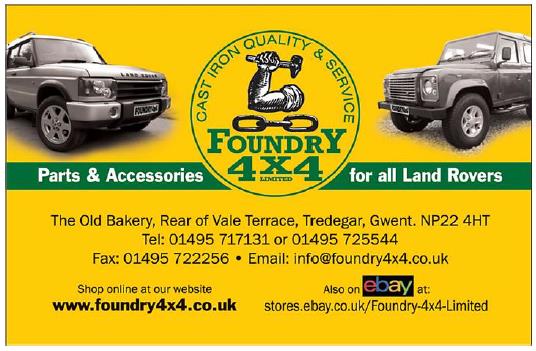 CAST IRON QUALITY & SERVICE
LAND ROVER
FOUNDRY
4X4
LIMITED
Parts & Accessories
for all Land Rovers
The Old Bakery, Rear of Vale Terrace, Tredegar, Gwent. NP22 4HT
Tel: 01495 717131 or 01495 725544
Fax: 01495 722256 • Email: info@foundry4x4.co.uk
Shop online at our website
www.foundry4x4.co.uk
Also on ebay at:
stores.ebay.co.uk/Foundry-4x4-Limited